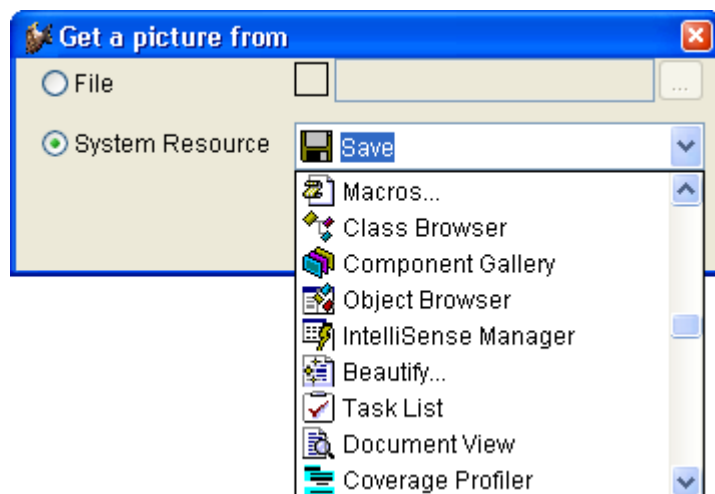 Get a picture from
File
...
System Resource
Save
Macros...
Class Browser
Component Gallery
Object Browser
IntelliSense Manager
Beautify...
Task List
Document View
Coverage Profiler